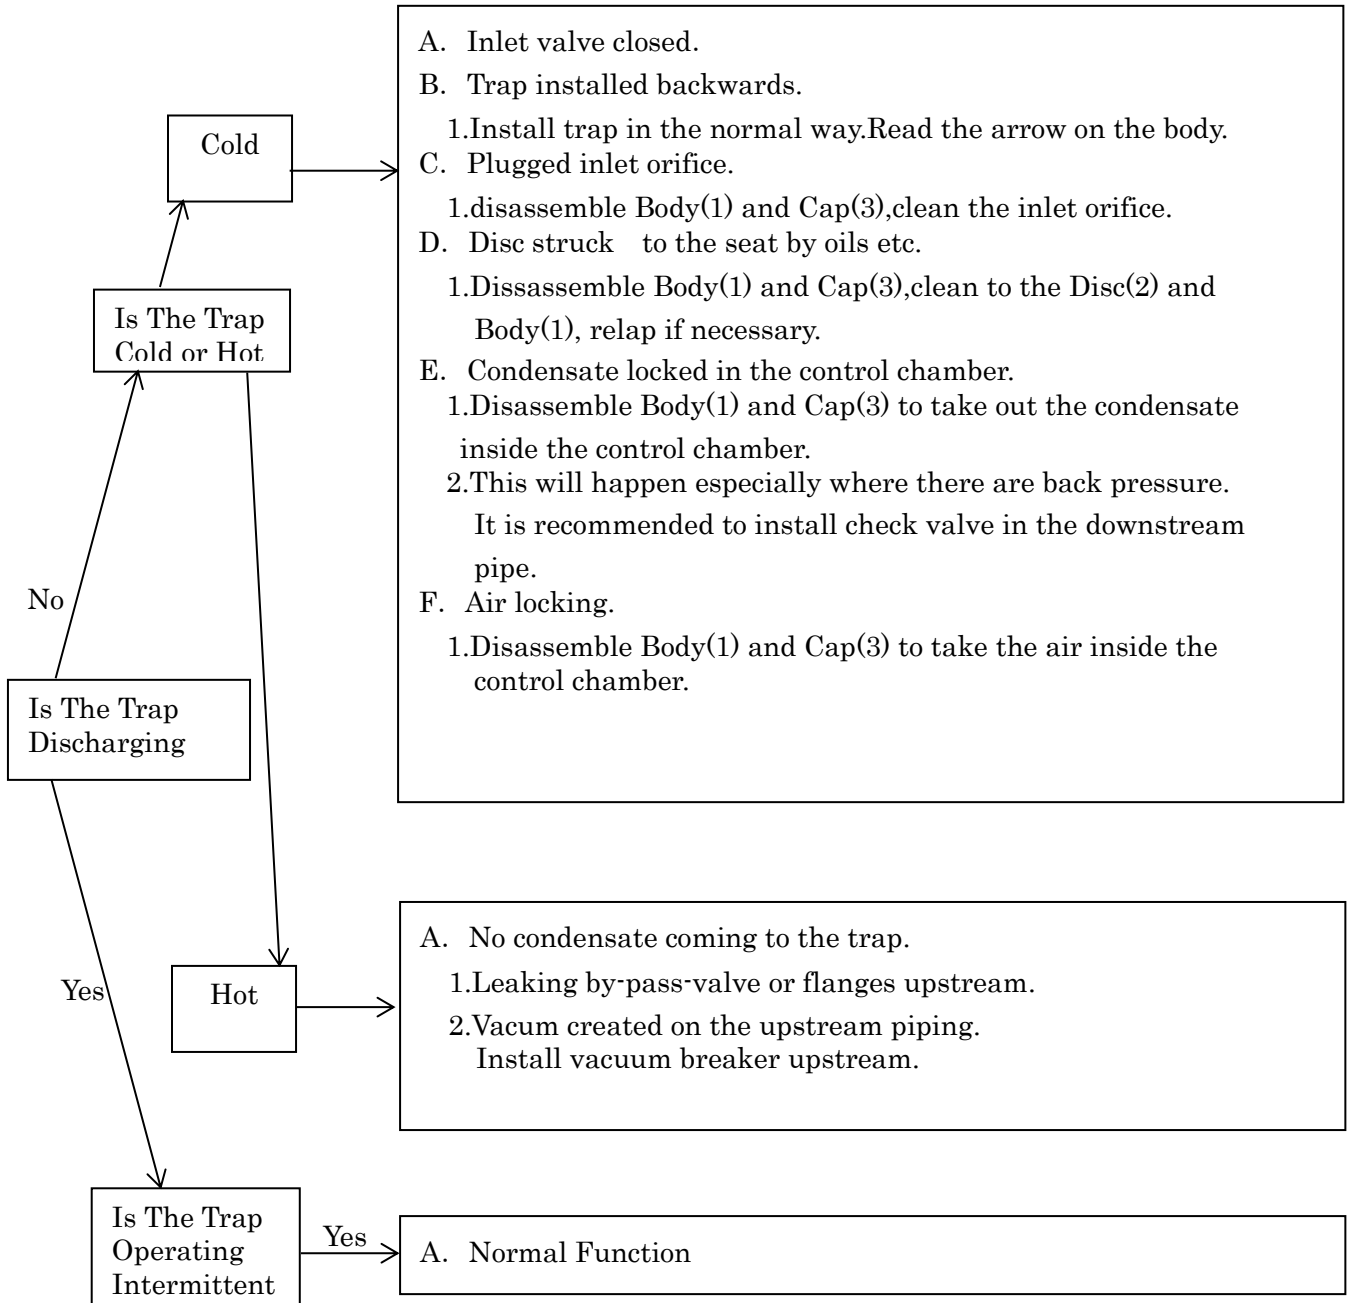 A. Inlet valve closed.
B. Trap installed backwards.
1.Install trap in the normal way.Read the arrow on the body.
C. Plugged inlet orifice.
1.disassemble Body(1) and Cap(3),clean the inlet orifice.
D. Disc struck to the seat by oils etc.
1.Dissassemble Body(1) and Cap(3),clean to the Disc(2) and
Body(1), relap if necessary.
E. Condensate locked in the control chamber.
1.Disassemble Body(1) and Cap(3) to take out the condensate
inside the control chamber.
2.This will happen especially where there are back pressure.
It is recommended to install check valve in the downstream
pipe.
F. Air locking.
1.Disassemble Body(1) and Cap(3) to take the air inside the
control chamber.
Cold
Is The Trap
Cold or Hot
No
Is The Trap
Discharging
Yes
Hot
A. No condensate coming to the trap.
1.Leaking by-pass-valve or flanges upstream.
2.Vacum created on the upstream piping.
Install vacuum breaker upstream.
Is The Trap
Operating
Intermittent
Yes
A. Normal Function